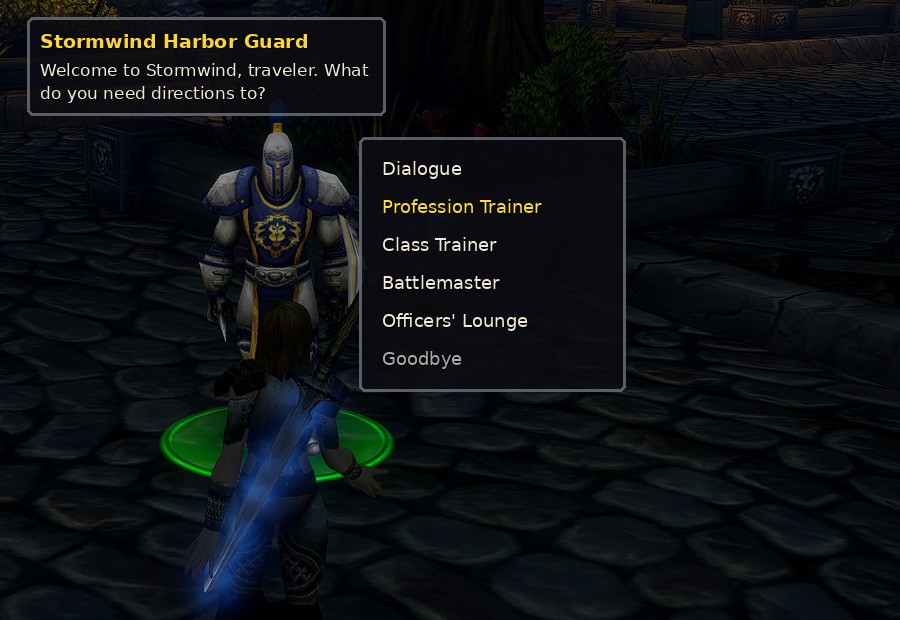 Stormwind Harbor Guard
Welcome to Stormwind, traveler. What
do you need directions to?
Dialogue
Profession Trainer
Class Trainer
Battlemaster
Officers' Lounge
Goodbye